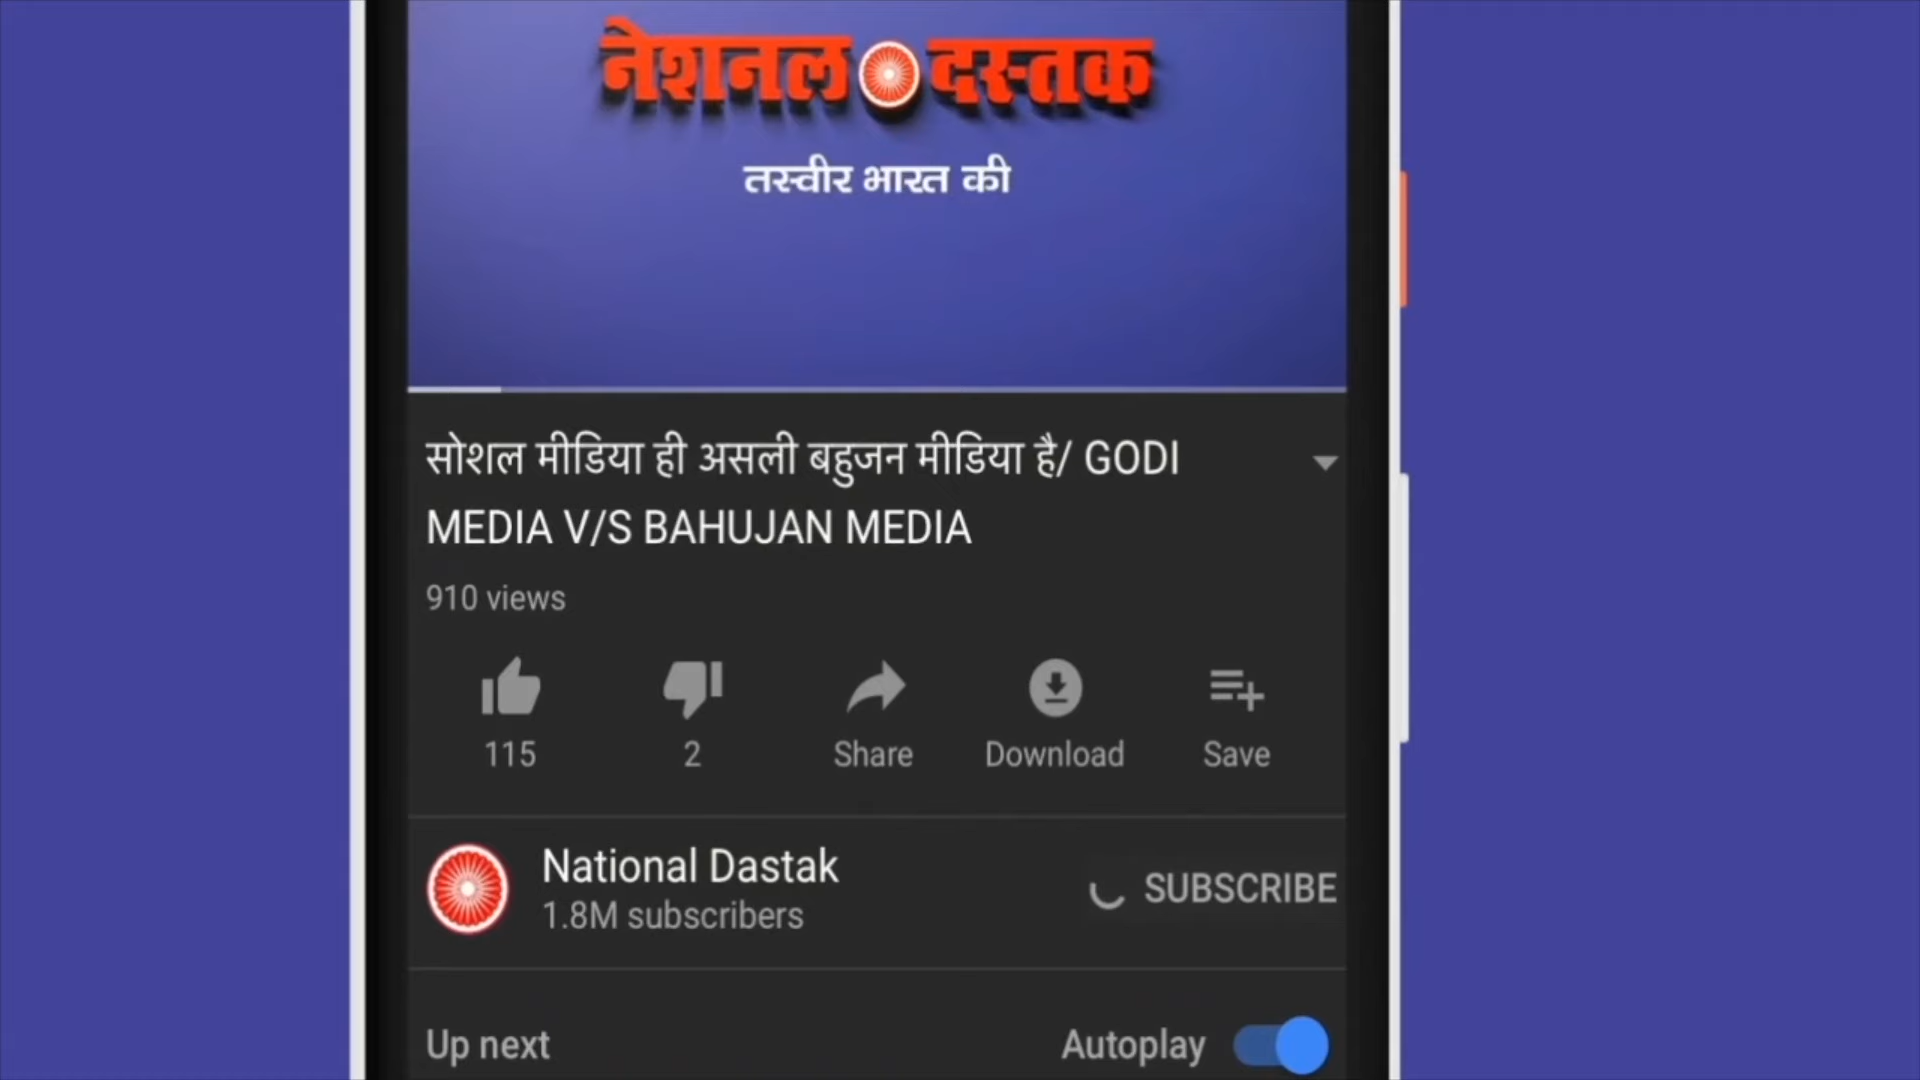 नेशनल दस्तक
तस्वीर भारत की
सोशल मीडिया ही असली बहुजन मीडिया है/ GODI
MEDIA V/S BAHUJAN MEDIA
910 views
115 2 Share Download Save
National Dastak
1.8M subscribers
SUBSCRIBE
Up next Autoplay